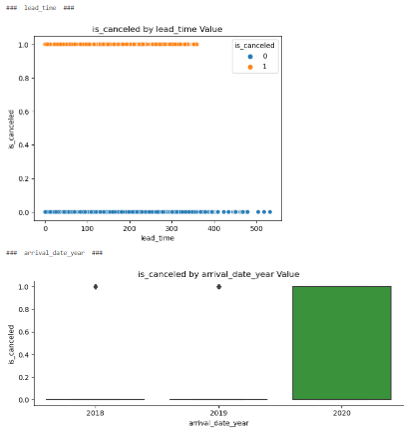 ### lead_time ###
is_canceled by lead_time Value
is_canceled
0
1
1.0
0.8
0.6
0.4
0.2
0.0
is_canceled
0 100 200 300 400 500
lead_time
### arrival_date_year ###
is_canceled by arrival_date_year Value
1.0
0.8
0.6
0.4
0.2
0.0
is_canceled
2018 2019 2020
arrival_date_year